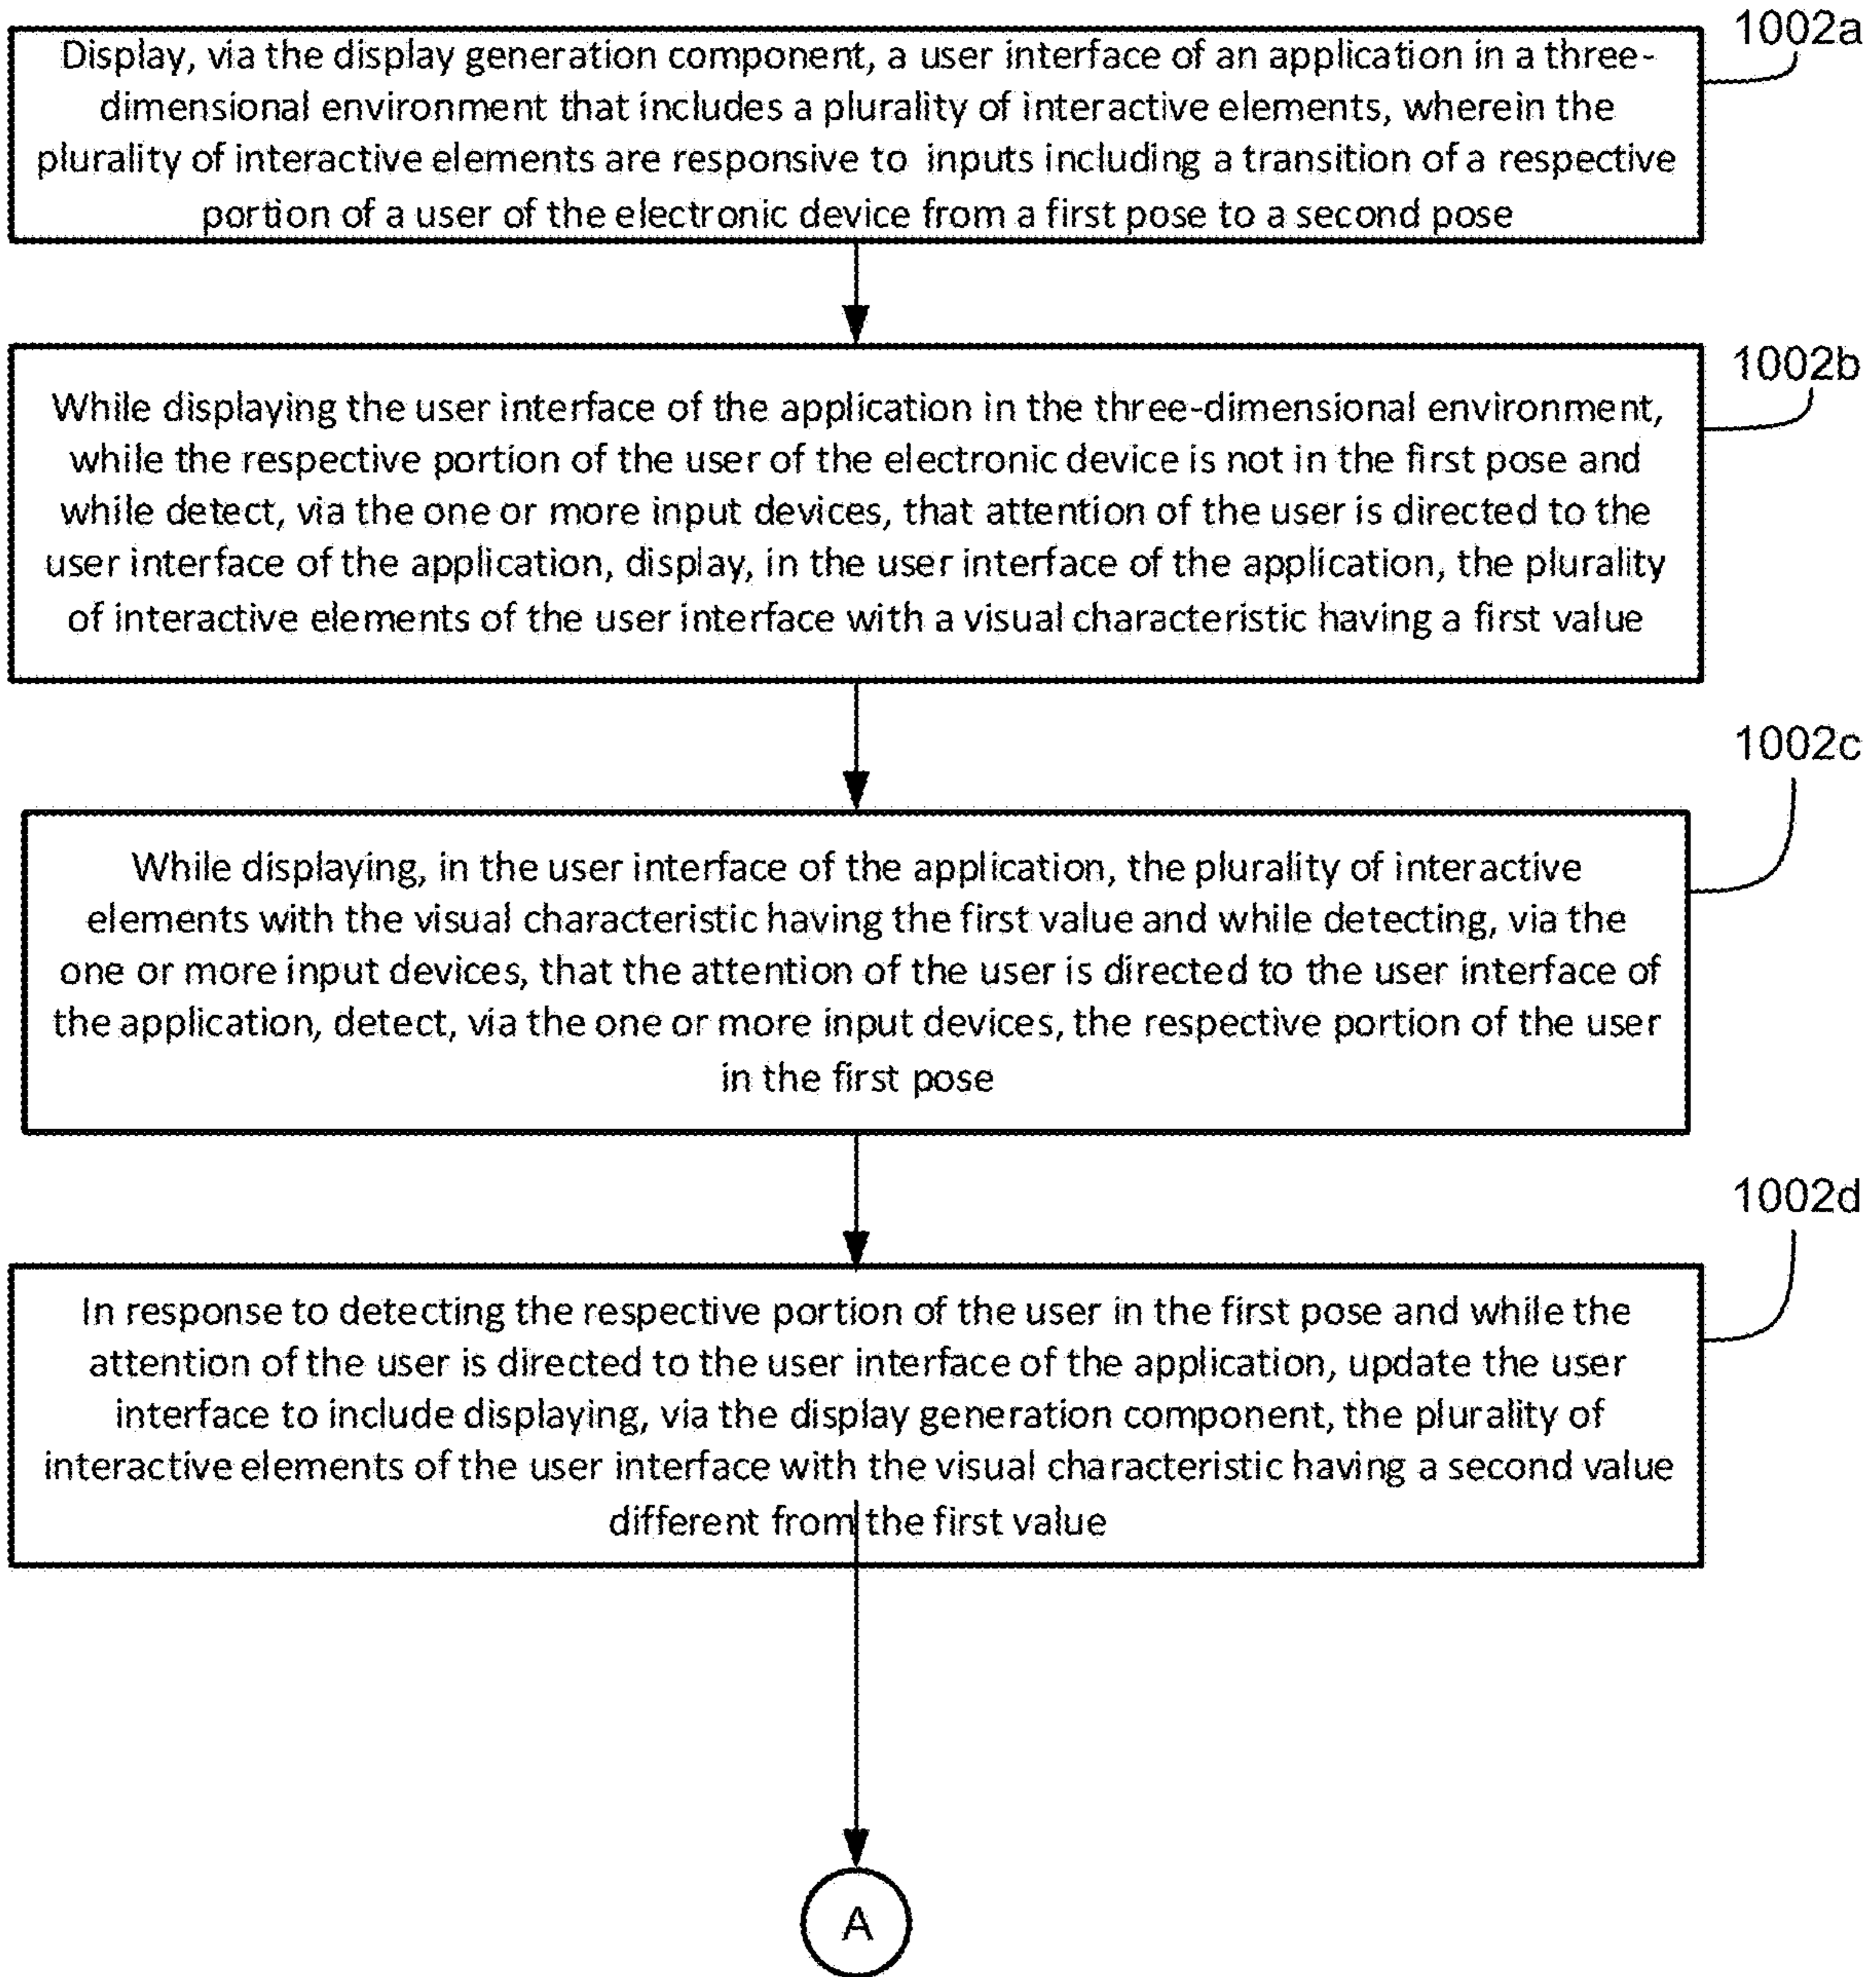 1002a
Display, via the display generation component, a user interface of an application in a three-
dimensional environment that includes a plurality of interactive elements, wherein the
plurality of interactive elements are responsive to inputs including a transition of a respective
portion of a user of the electronic device from a first pose to a second pose
1002b
While displaying the user interface of the application in the three-dimensional environment,
while the respective portion of the user of the electronic device is not in the first pose and
while detect, via the one or more input devices, that attention of the user is directed to the
user interface of the application, display, in the user interface of the application, the plurality
of interactive elements of the user interface with a visual characteristic having a first value
1002c
While displaying, in the user interface of the application, the plurality of interactive
elements with the visual characteristic having the first value and while detecting, via the
one or more input devices, that the attention of the user is directed to the user interface of
the application, detect, via the one or more input devices, the respective portion of the user
in the first pose
1002d
In response to detecting the respective portion of the user in the first pose and while the
attention of the user is directed to the user interface of the application, update the user
interface to include displaying, via the display generation component, the plurality of
interactive elements of the user interface with the visual characteristic having a second value
different from the first value
A